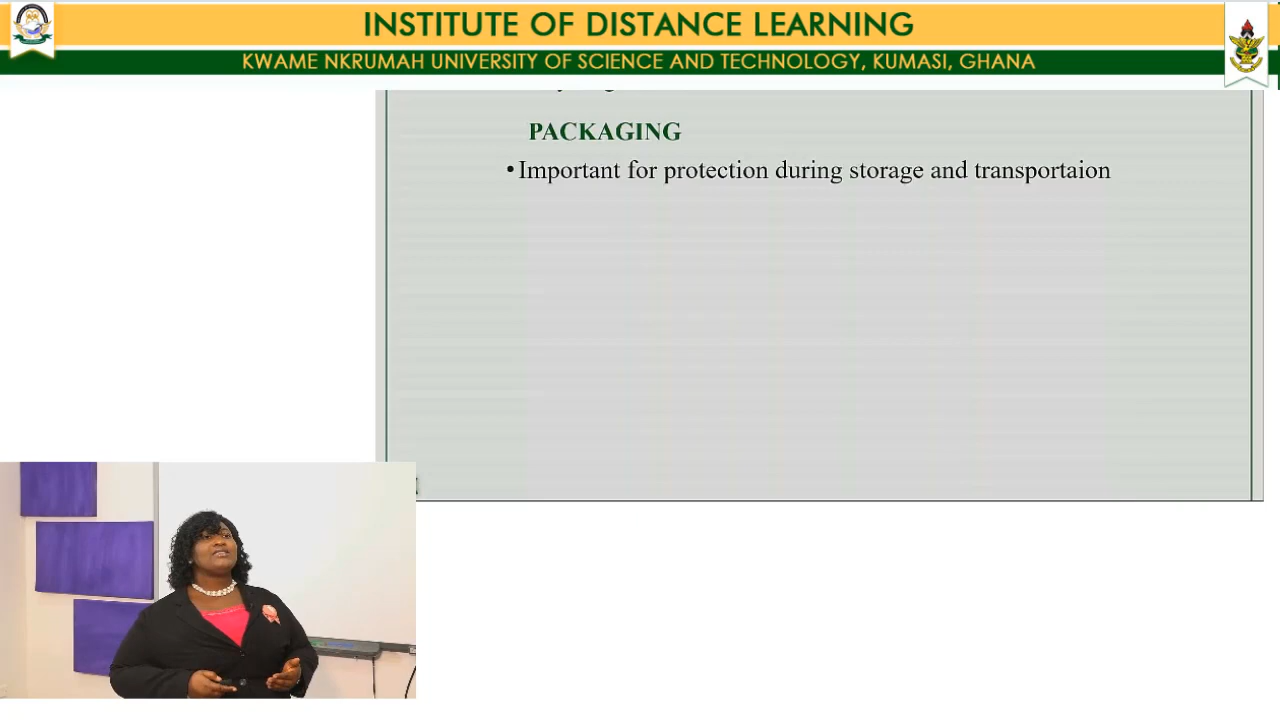 INSTITUTE OF DISTANCE LEARNING
KWAME NKRUMAH UNIVERSITY OF SCIENCE AND TECHNOLOGY, KUMASI, GHANA
PACKAGING
•Important for protection during storage and transportaion